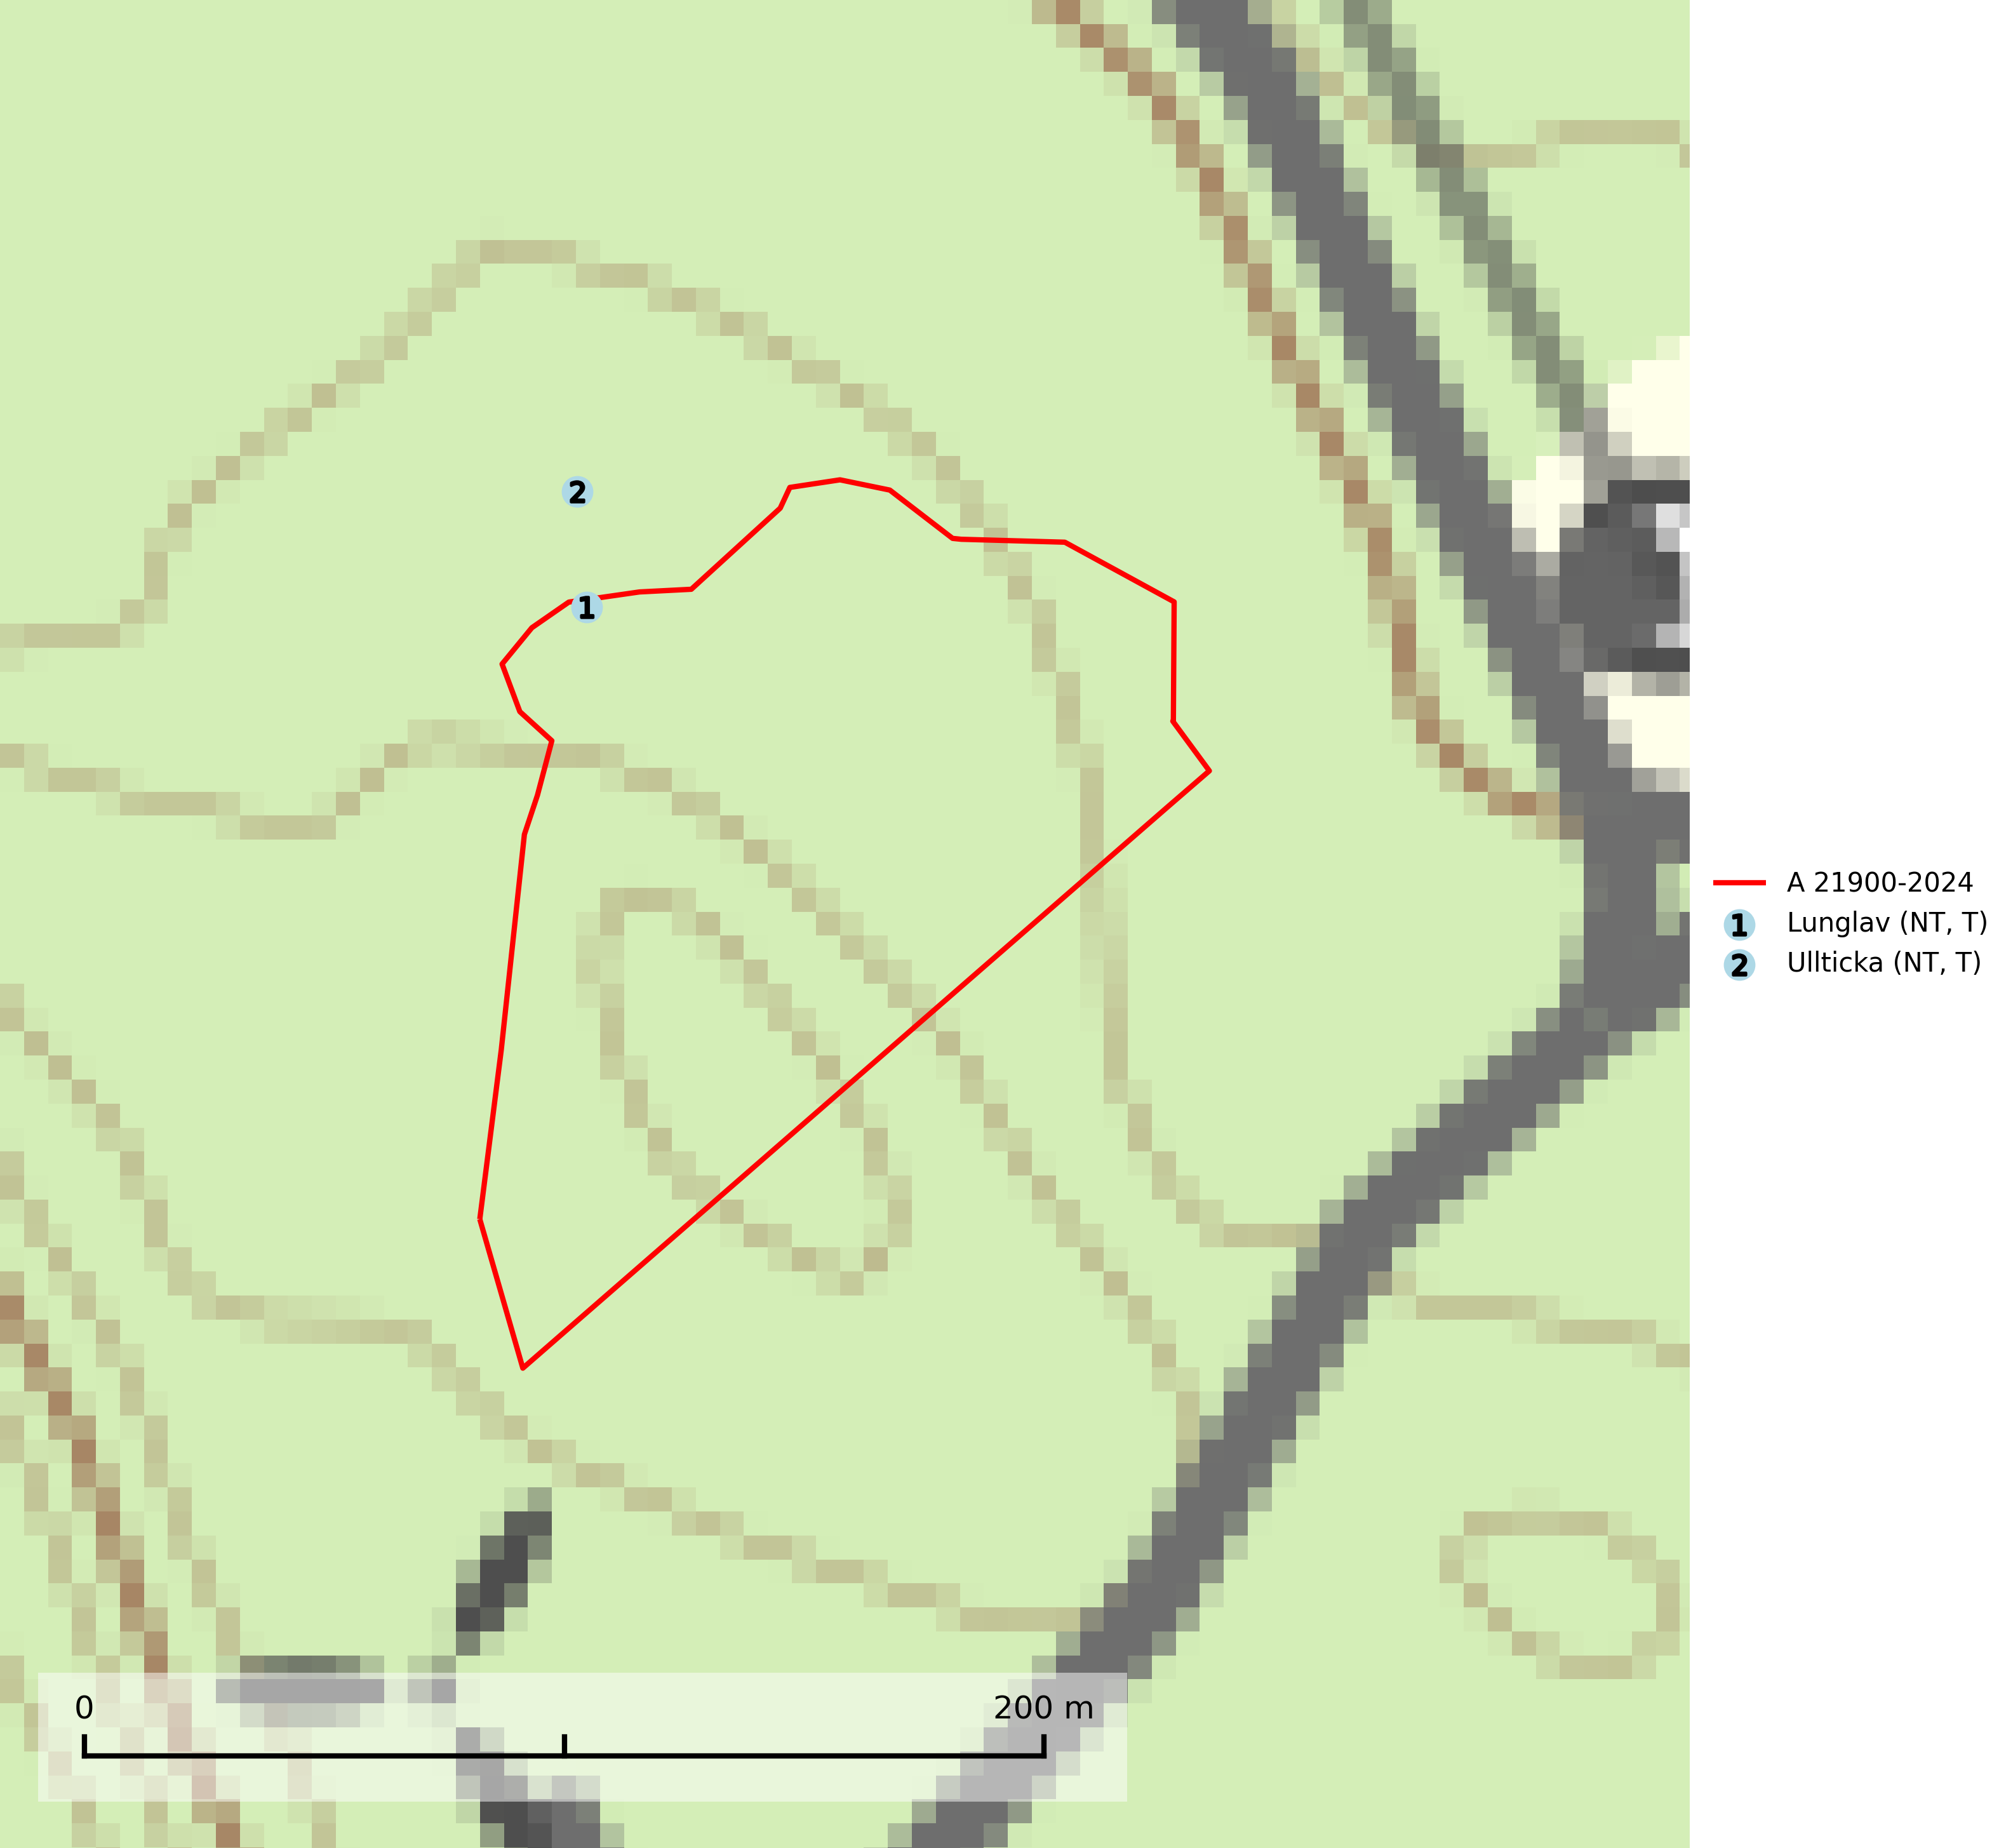 2
1
A 21900-2024
1 Lunglav (NT, T)
2 Ullticka (NT, T)
0 200 m